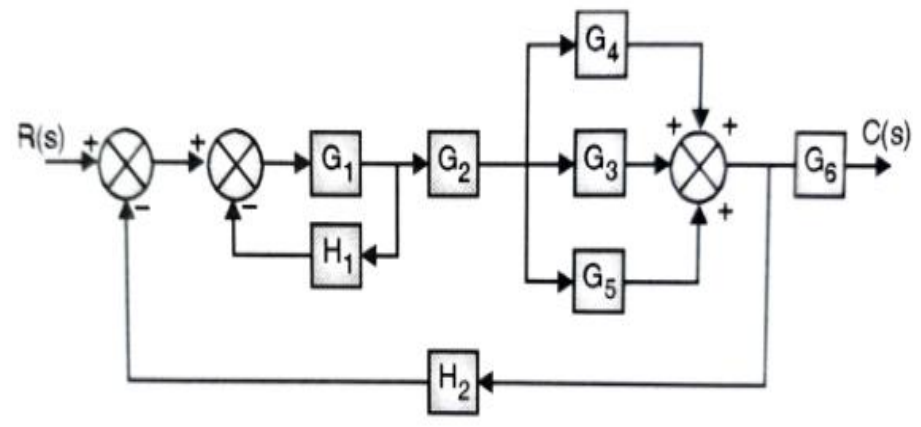 G4
R(s) + + G1 G2 G3 + + G6 C(s)
- - +
H1 G5
H2